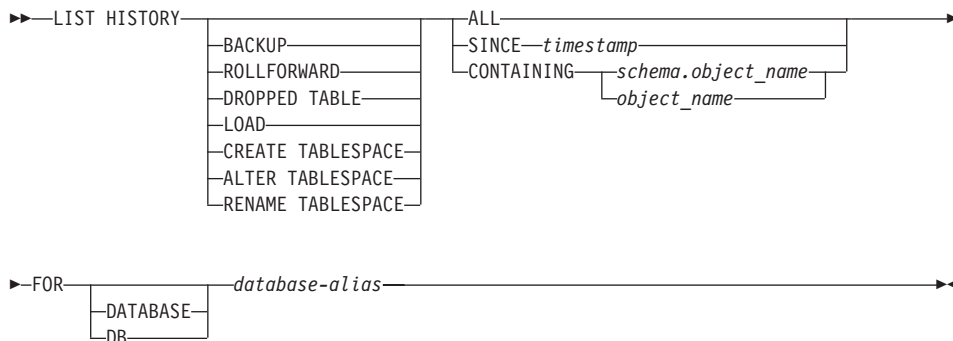 LIST HISTORY ALL
BACKUP SINCE timestamp
ROLLFORWARD CONTAINING schema.object_name
DROPPED TABLE object_name
LOAD
CREATE TABLESPACE
ALTER TABLESPACE
RENAME TABLESPACE
FOR database-alias
DATABASE
DB